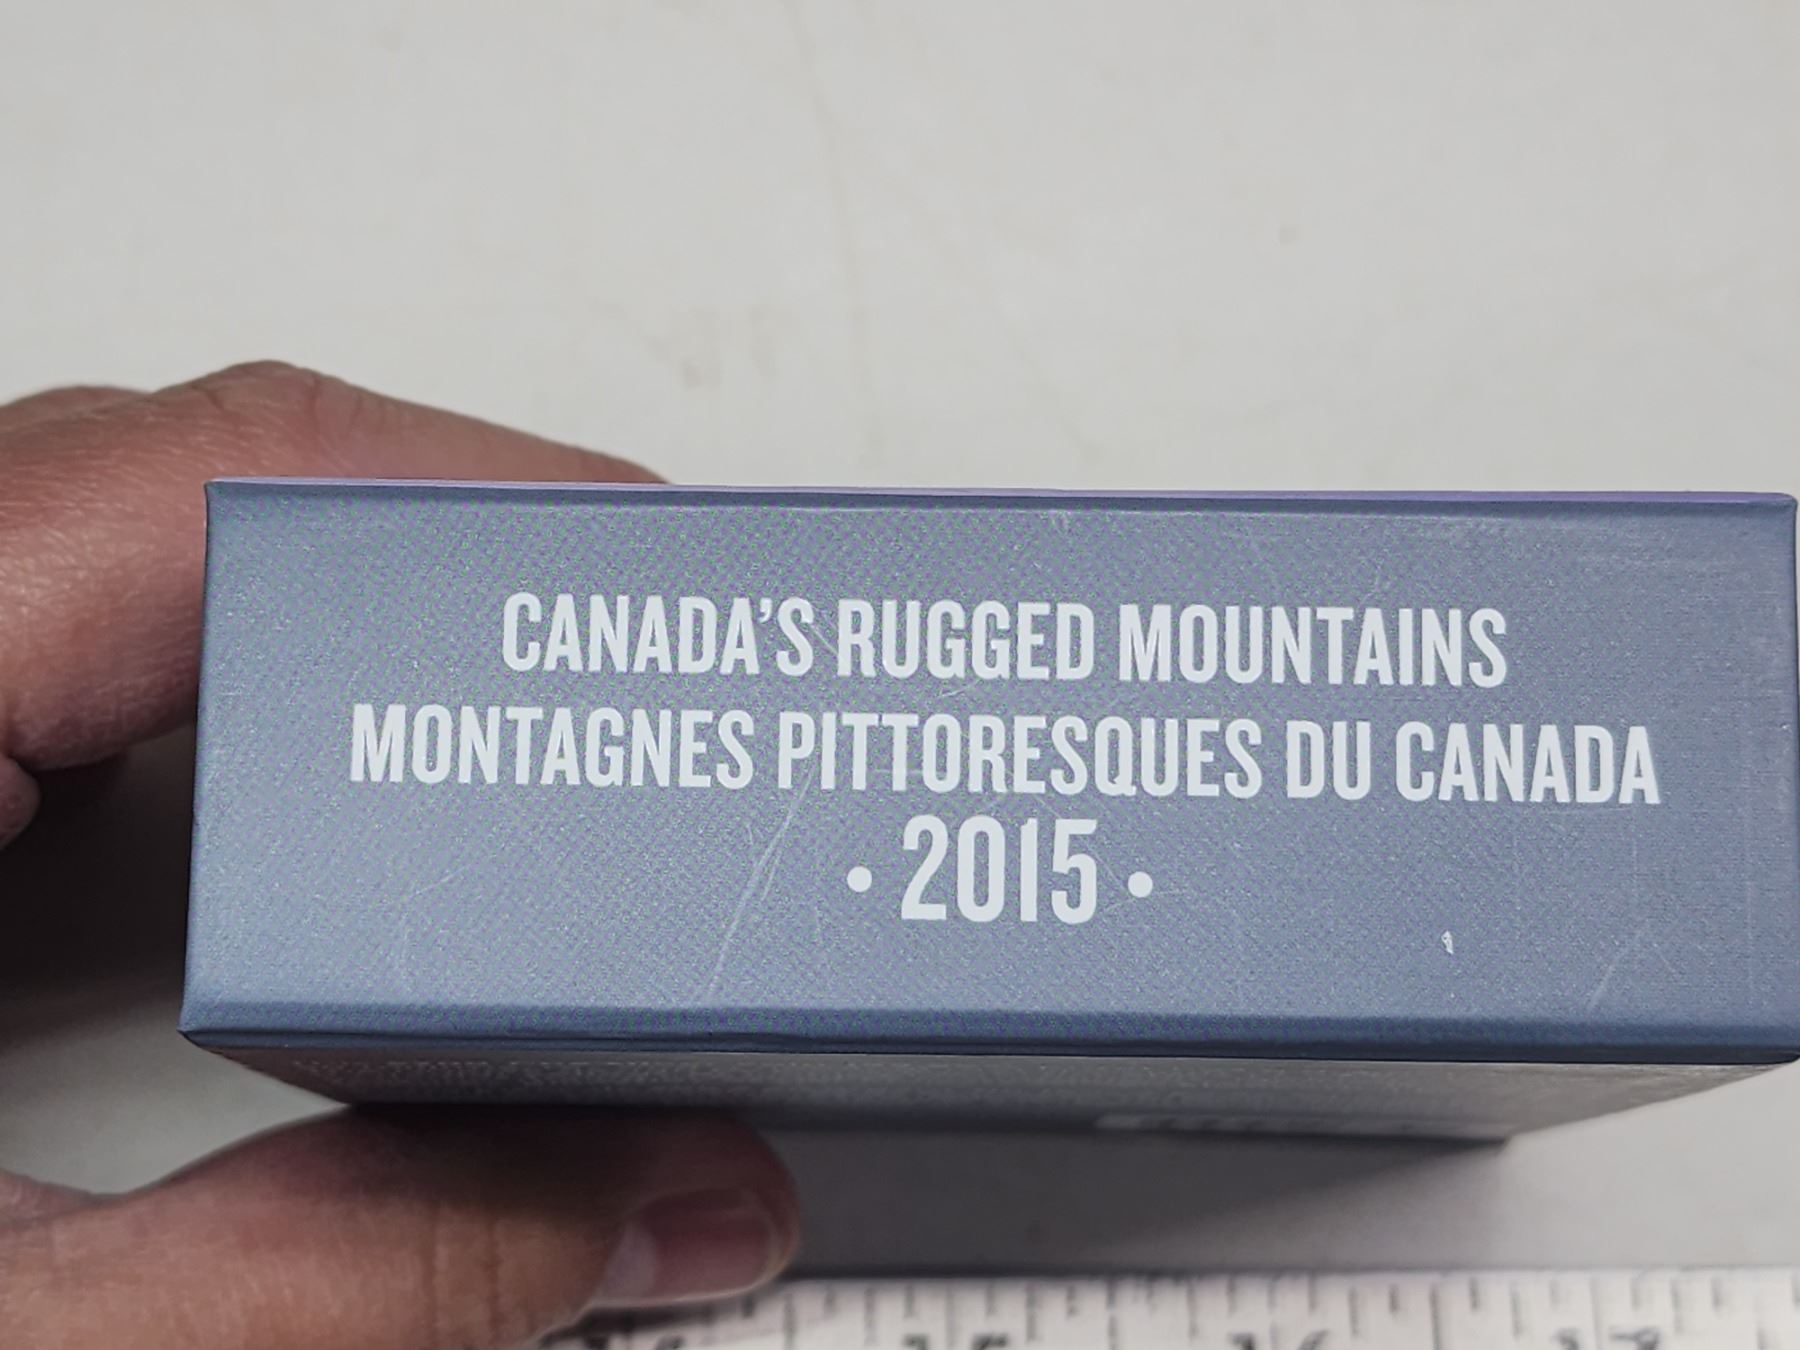 CANADA'S RUGGED MOUNTAINS
MONTAGNES PITTORESQUES DU CANADA
• 2015 •